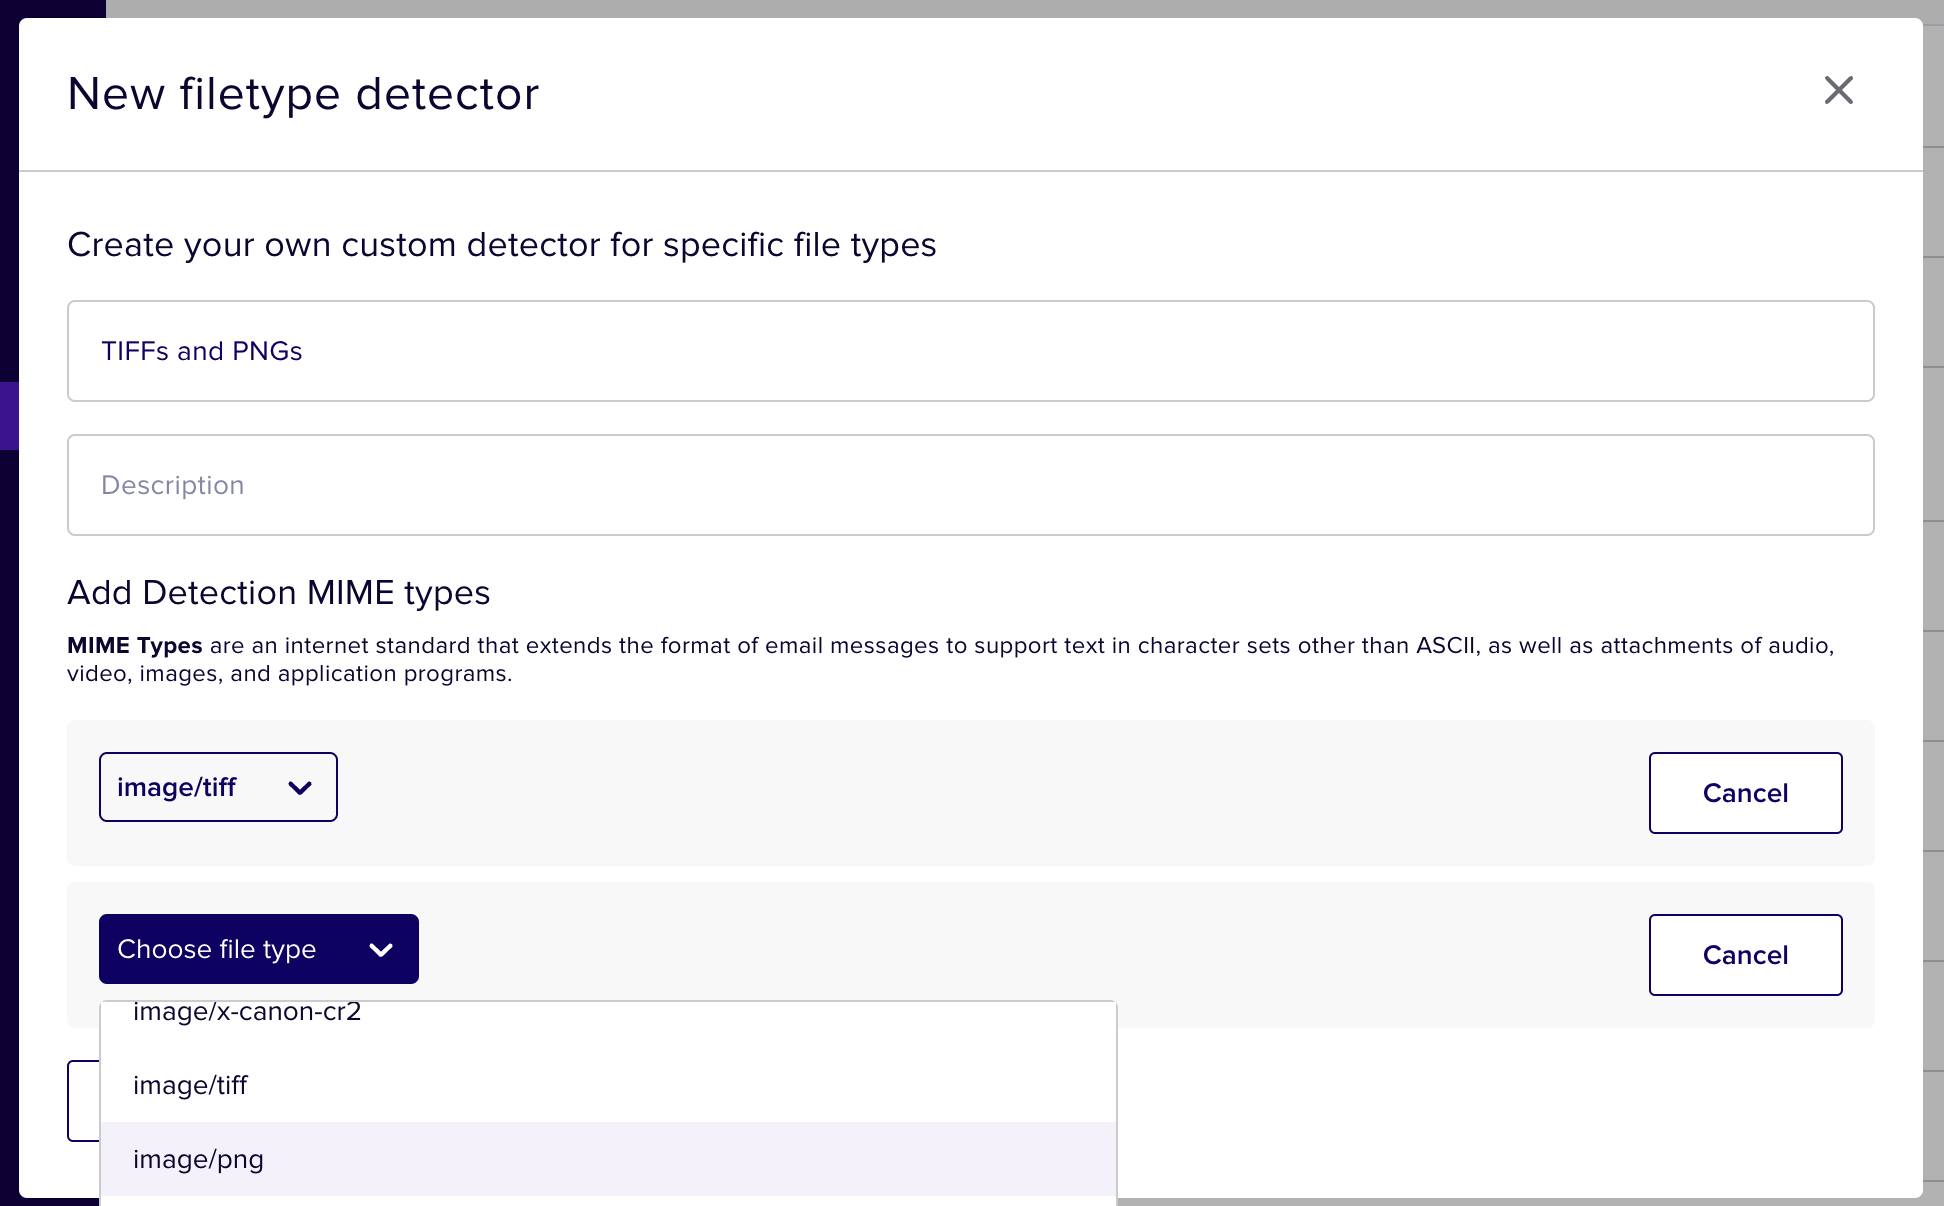 New filetype detector
Create your own custom detector for specific file types
TIFFs and PNGs
Description
Add Detection MIME types
MIME Types are an internet standard that extends the format of email messages to support text in character sets other than ASCII, as well as attachments of audio,
video, images, and application programs.
image/tiff
Cancel
Choose file type
Cancel
image/x-canon-cr2
image/tiff
image/png